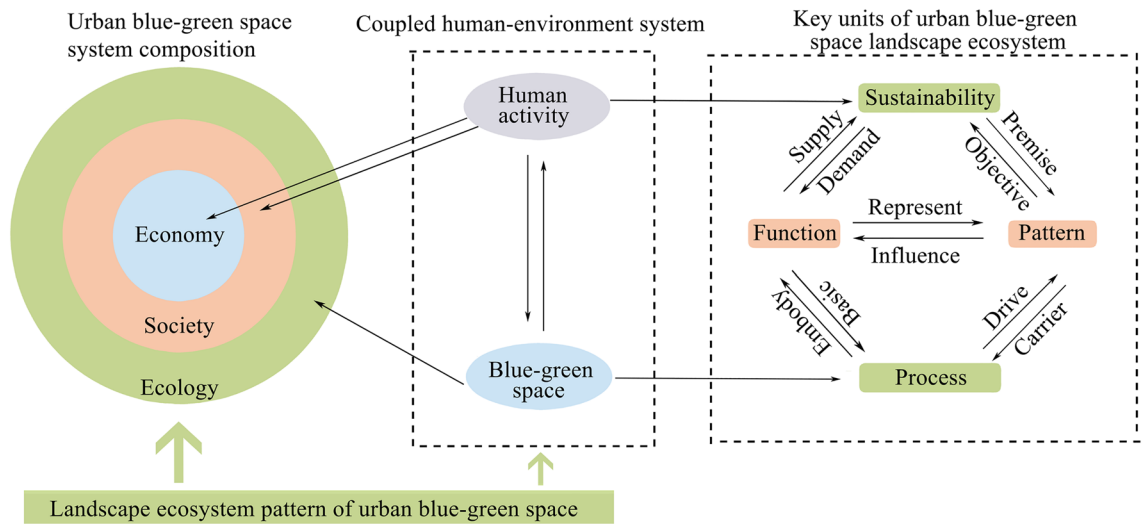 Urban blue-green space
system composition
Coupled human-environment system
Key units of urban blue-green
space landscape ecosystem
Human
activity
Sustainability
Supply
Demand
Premise
Objective
Economy
Function
Represent
Influence
Pattern
Society
Basic
Embody
Drive
Carrier
Ecology
Blue-green
space
Process
Landscape ecosystem pattern of urban blue-green space